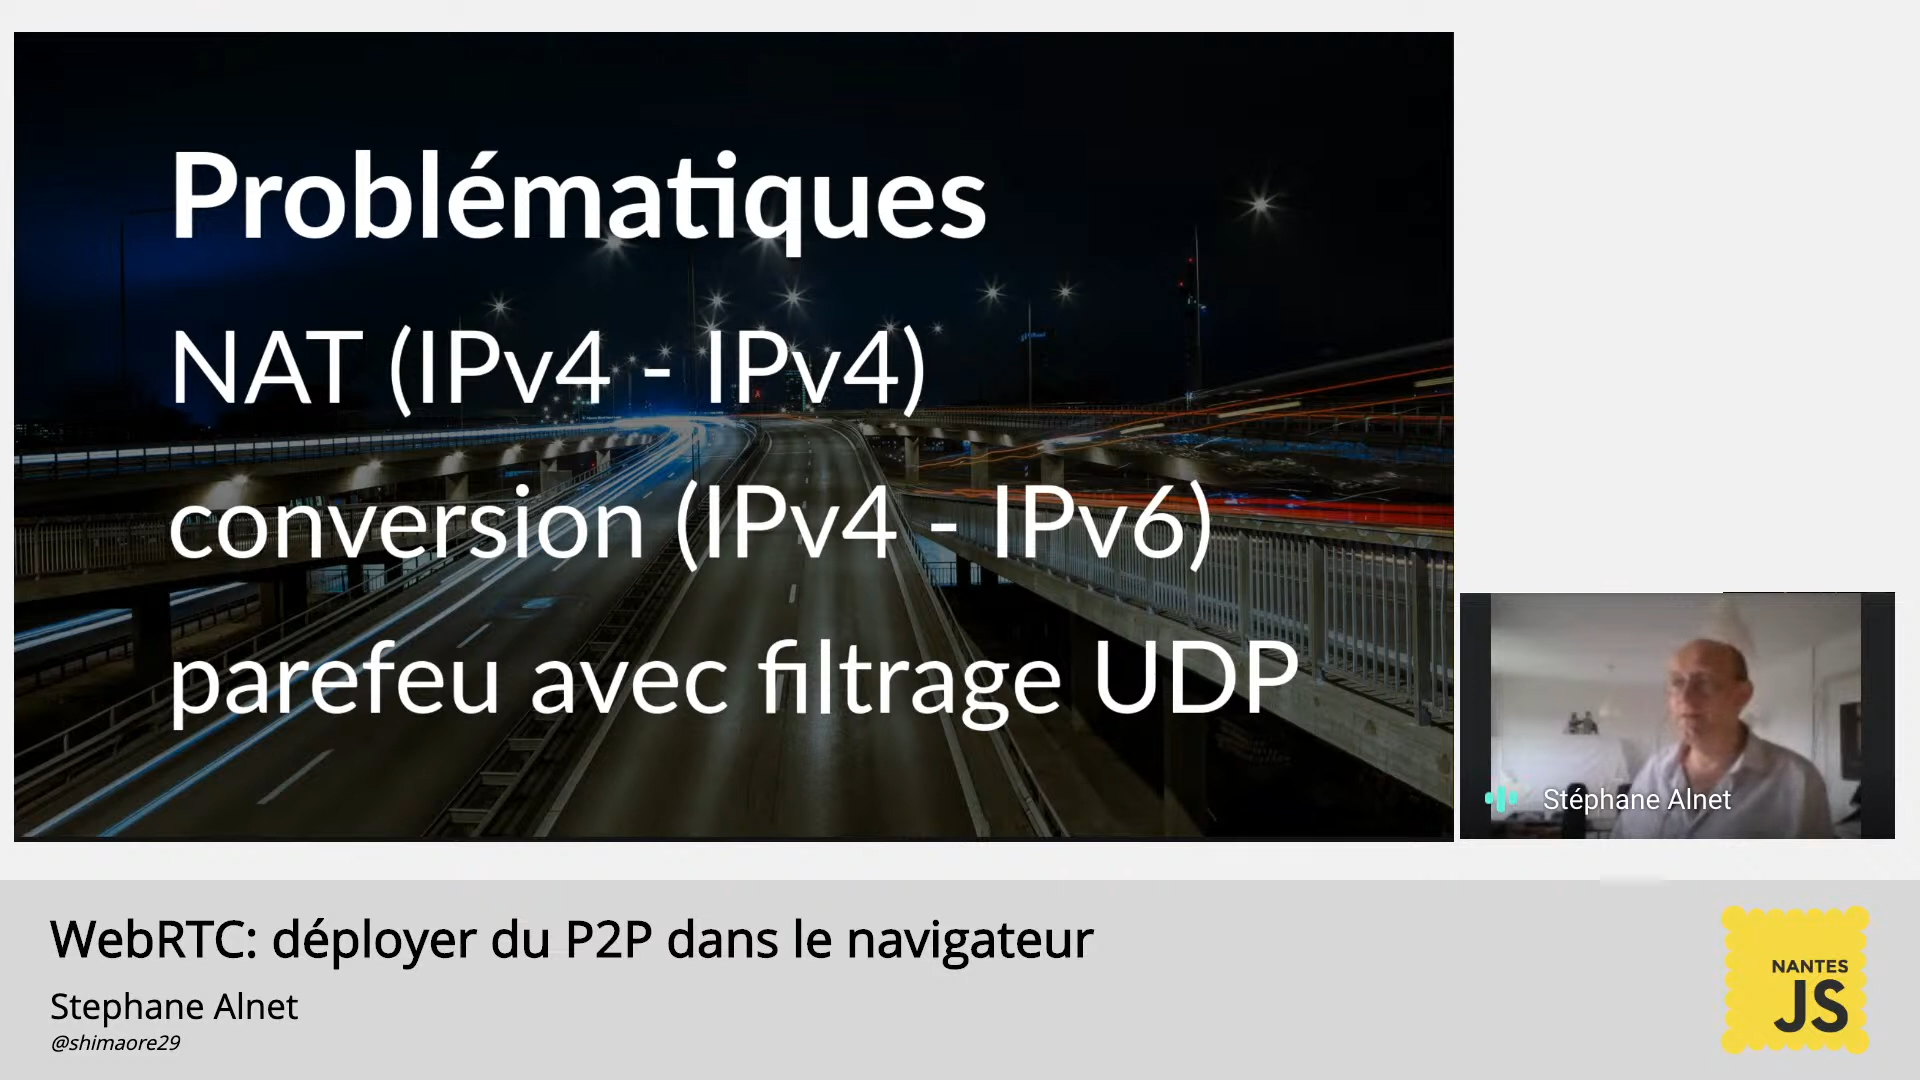 Problématiques
NAT (IPv4 - IPv4)
conversion (IPv4 - IPv6)
parefeu avec filtrage UDP
Stéphane Alnet
WebRTC: déployer du P2P dans le navigateur
Stephane Alnet
@shimaore29
NANTES
JS